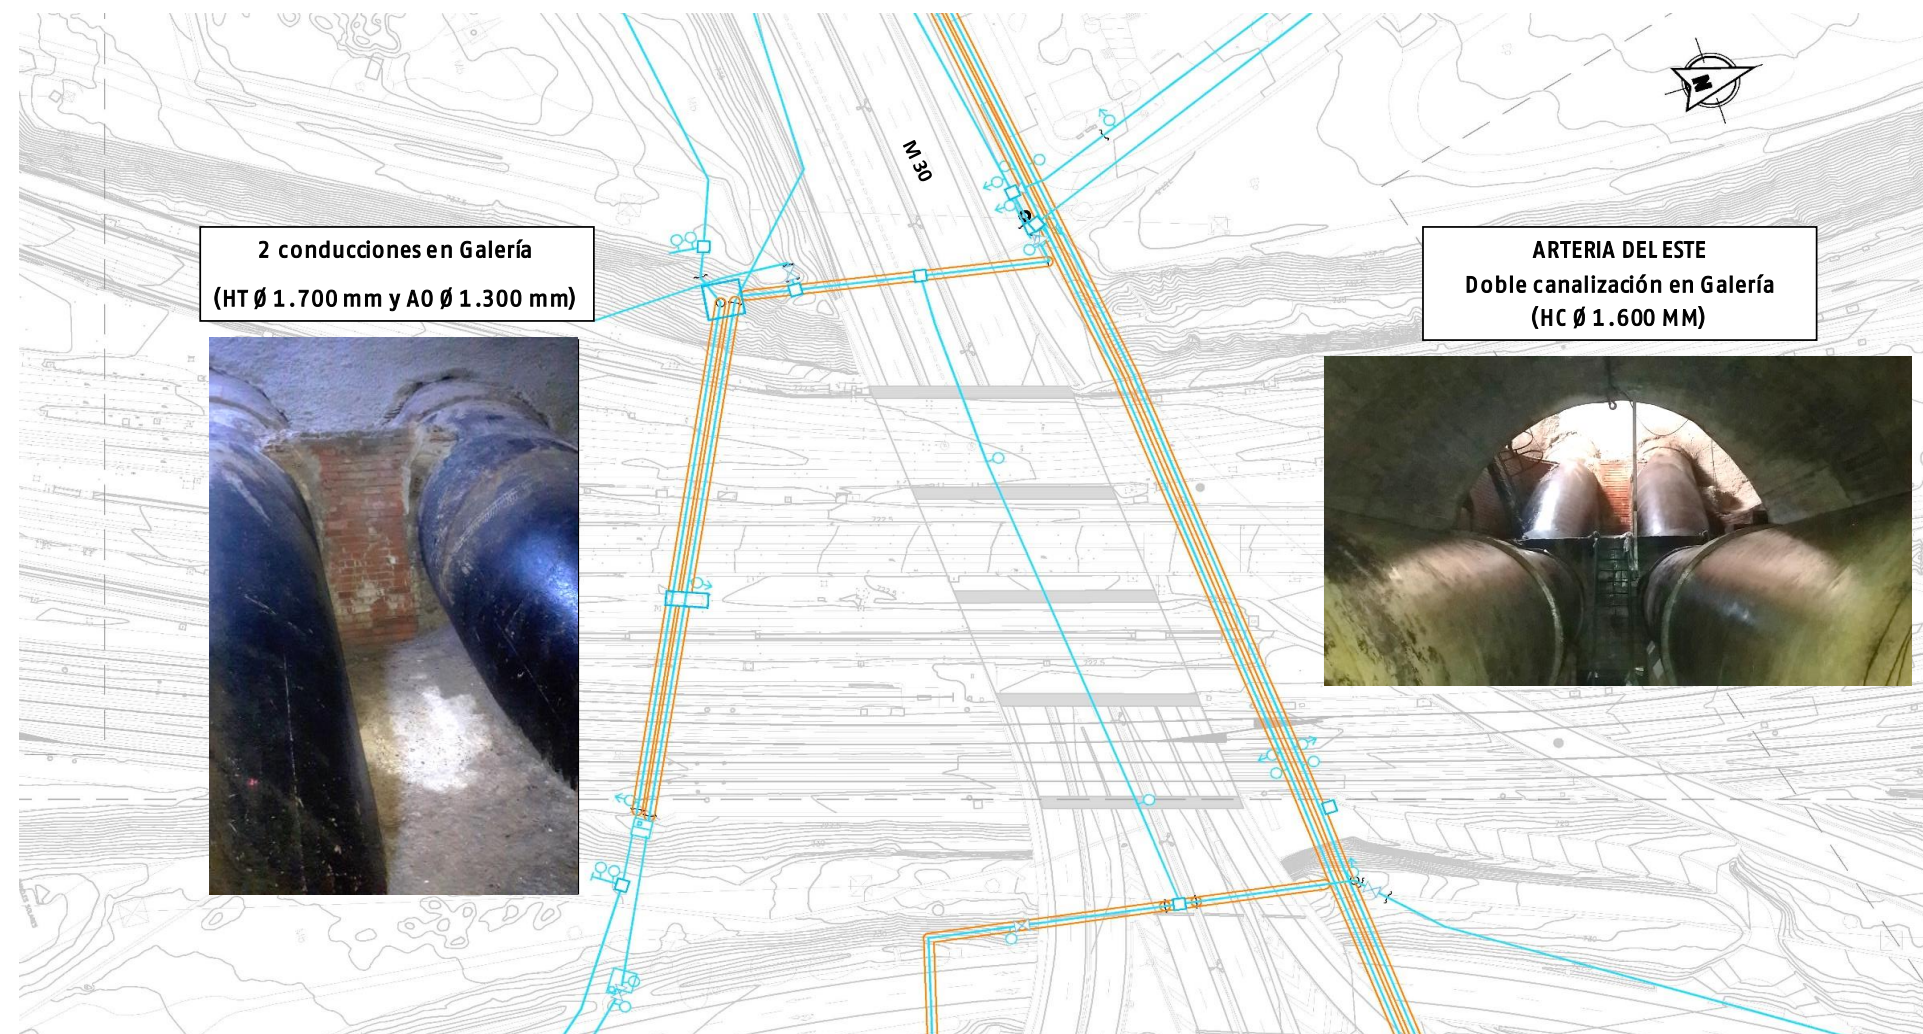 N
M 30
2 conducciones en Galería
(HT Ø 1.700 mm y AO Ø 1.300 mm)
ARTERIA DEL ESTE
Doble canalización en Galería
(HC Ø 1.600 MM)